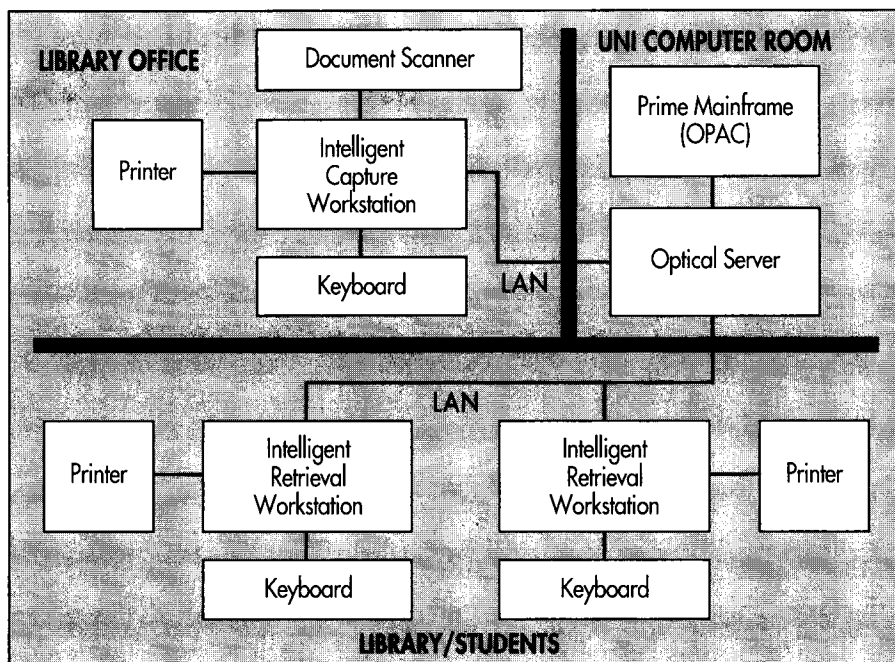 LIBRARY OFFICE
Document Scanner
Printer
Intelligent
Capture
Workstation
Keyboard
LAN
UNI COMPUTER ROOM
Prime Mainframe
(OPAC)
Optical Server
LAN
Printer
Intelligent
Retrieval
Workstation
Keyboard
Intelligent
Retrieval
Workstation
Printer
Keyboard
LIBRARY/STUDENTS